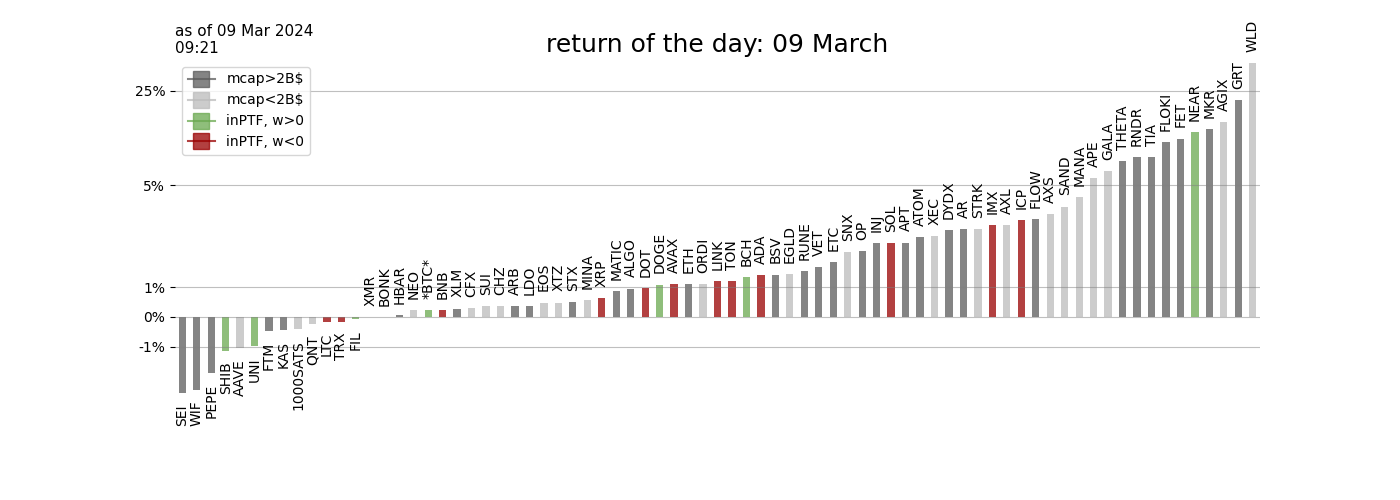 as of 09 Mar 2024
09:21
return of the day: 09 March
mcap>2B$
mcap<2B$
inPTF, w>0
inPTF, w<0
25%
5%
1%
0%
-1%
SEI
WIF
PEPE
SHIB
AAVE
UNI
FTM
KAS
1000SATS
QNT
LTC
TRX
FIL
XMR
BONK
HBAR
NEO
*BTC*
BNB
XLM
CFX
SUI
CHZ
ARB
LDO
EOS
XTZ
STX
MINA
XRP
MATIC
ALGO
DOT
DOGE
AVAX
ETH
ORDI
LINK
TON
BCH
ADA
BSV
EGLD
RUNE
VET
ETC
SNX
OP
INJ
SOL
APT
ATOM
XEC
DYDX
AR
STRK
IMX
AXL
ICP
FLOW
AXS
SAND
MANA
APE
GALA
THETA
RNDR
TIA
FLOKI
FET
NEAR
MKR
AGIX
GRT
WLD